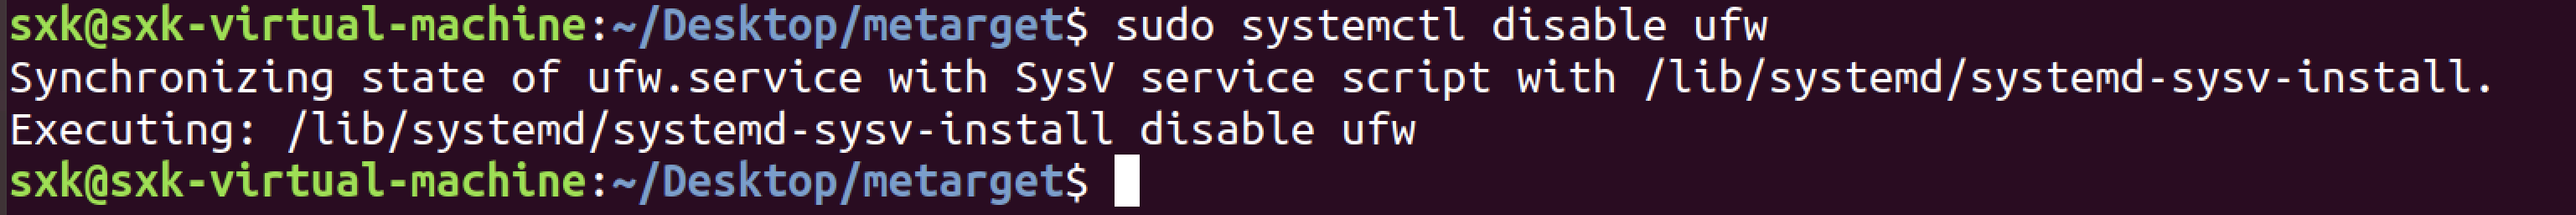 sxk@sxk-virtual-machine:~/Desktop/metarget$ sudo systemctl disable ufw
Synchronizing state of ufw.service with SysV service script with /lib/systemd/systemd-sysv-install.
Executing: /lib/systemd/systemd-sysv-install disable ufw
sxk@sxk-virtual-machine:~/Desktop/metarget$